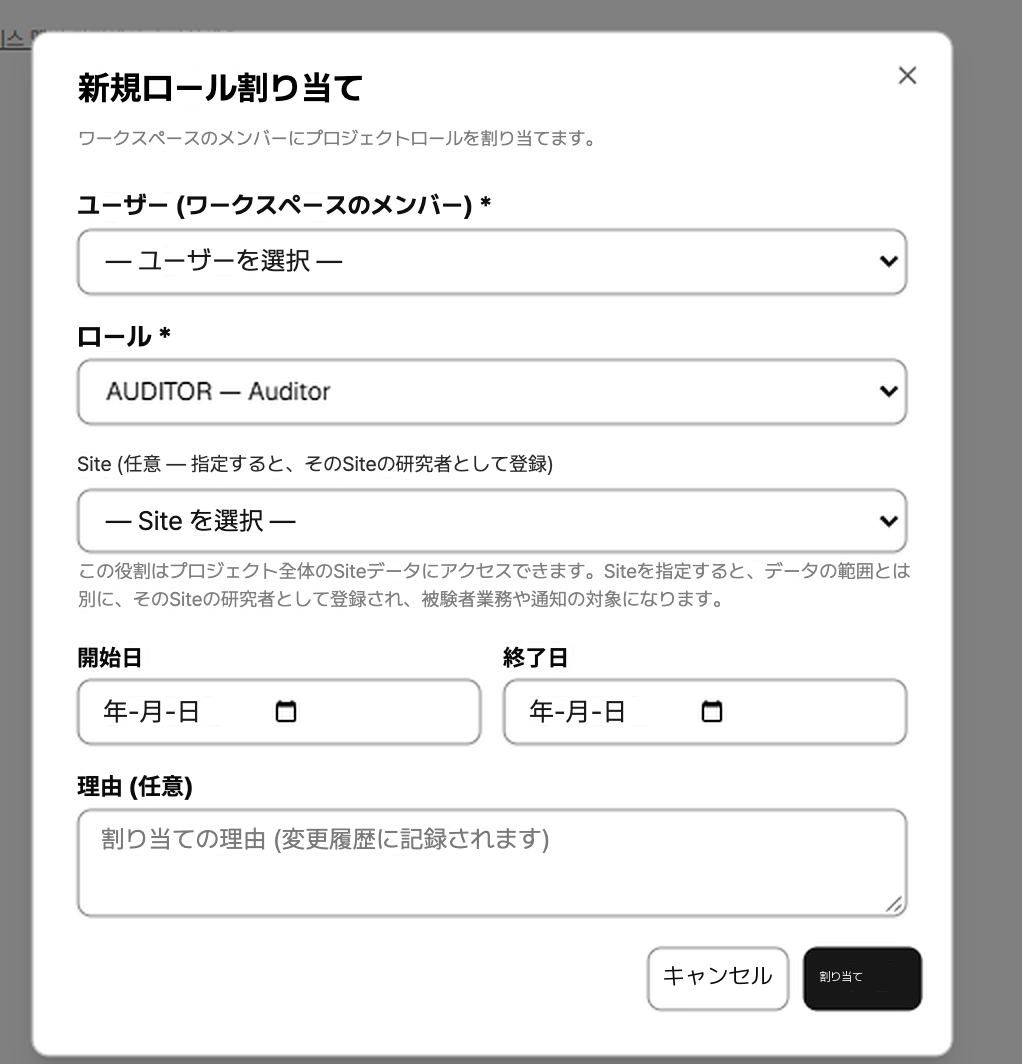 新規ロール割り当て
ワークスペースのメンバーにプロジェクトロールを割り当てます。
ユーザー (ワークスペースのメンバー) *
— ユーザーを選択 —
ロール *
AUDITOR — Auditor
Site (任意 — 指定すると、そのSiteの研究者として登録)
— Site を選択 —
この役割はプロジェクト全体のSiteデータにアクセスできます。Siteを指定すると、データの範囲とは
別に、そのSiteの研究者として登録され、被験者業務や通知の対象になります。
開始日
終了日
年-月-日
年-月-日
理由 (任意)
割り当ての理由 (変更履歴に記録されます)
キャンセル
割り当て